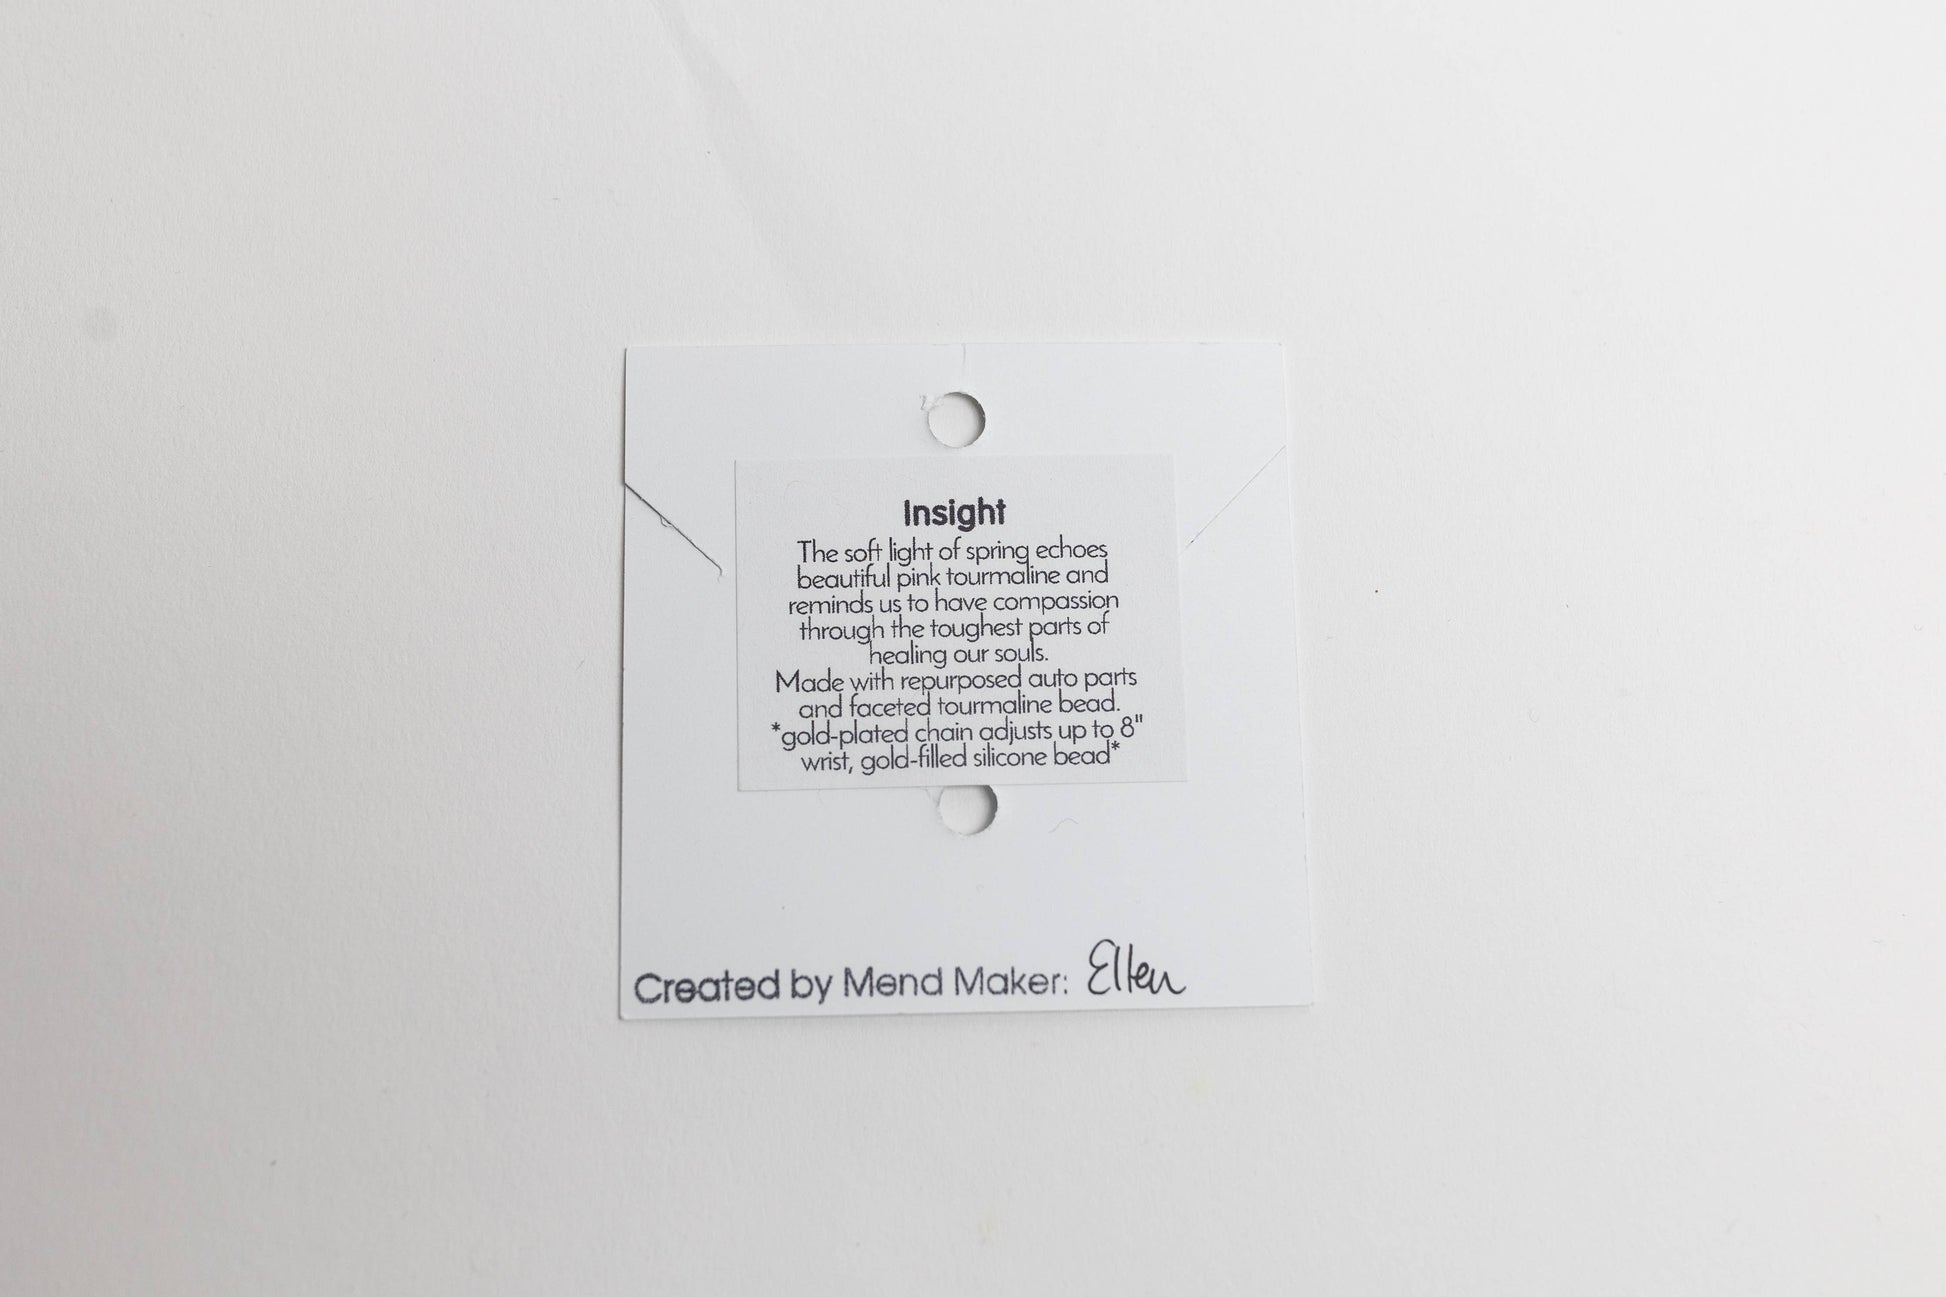 Insight
The soft light of spring echoes
beautiful pink tourmaline and
reminds us to have compassion
through the toughest parts of
healing our souls.
Made with repurposed auto parts
and faceted tourmaline bead.
*gold-plated chain adjusts up to 8"
wrist, gold-filled silicone bead*
Created by Mend Maker: Ellen